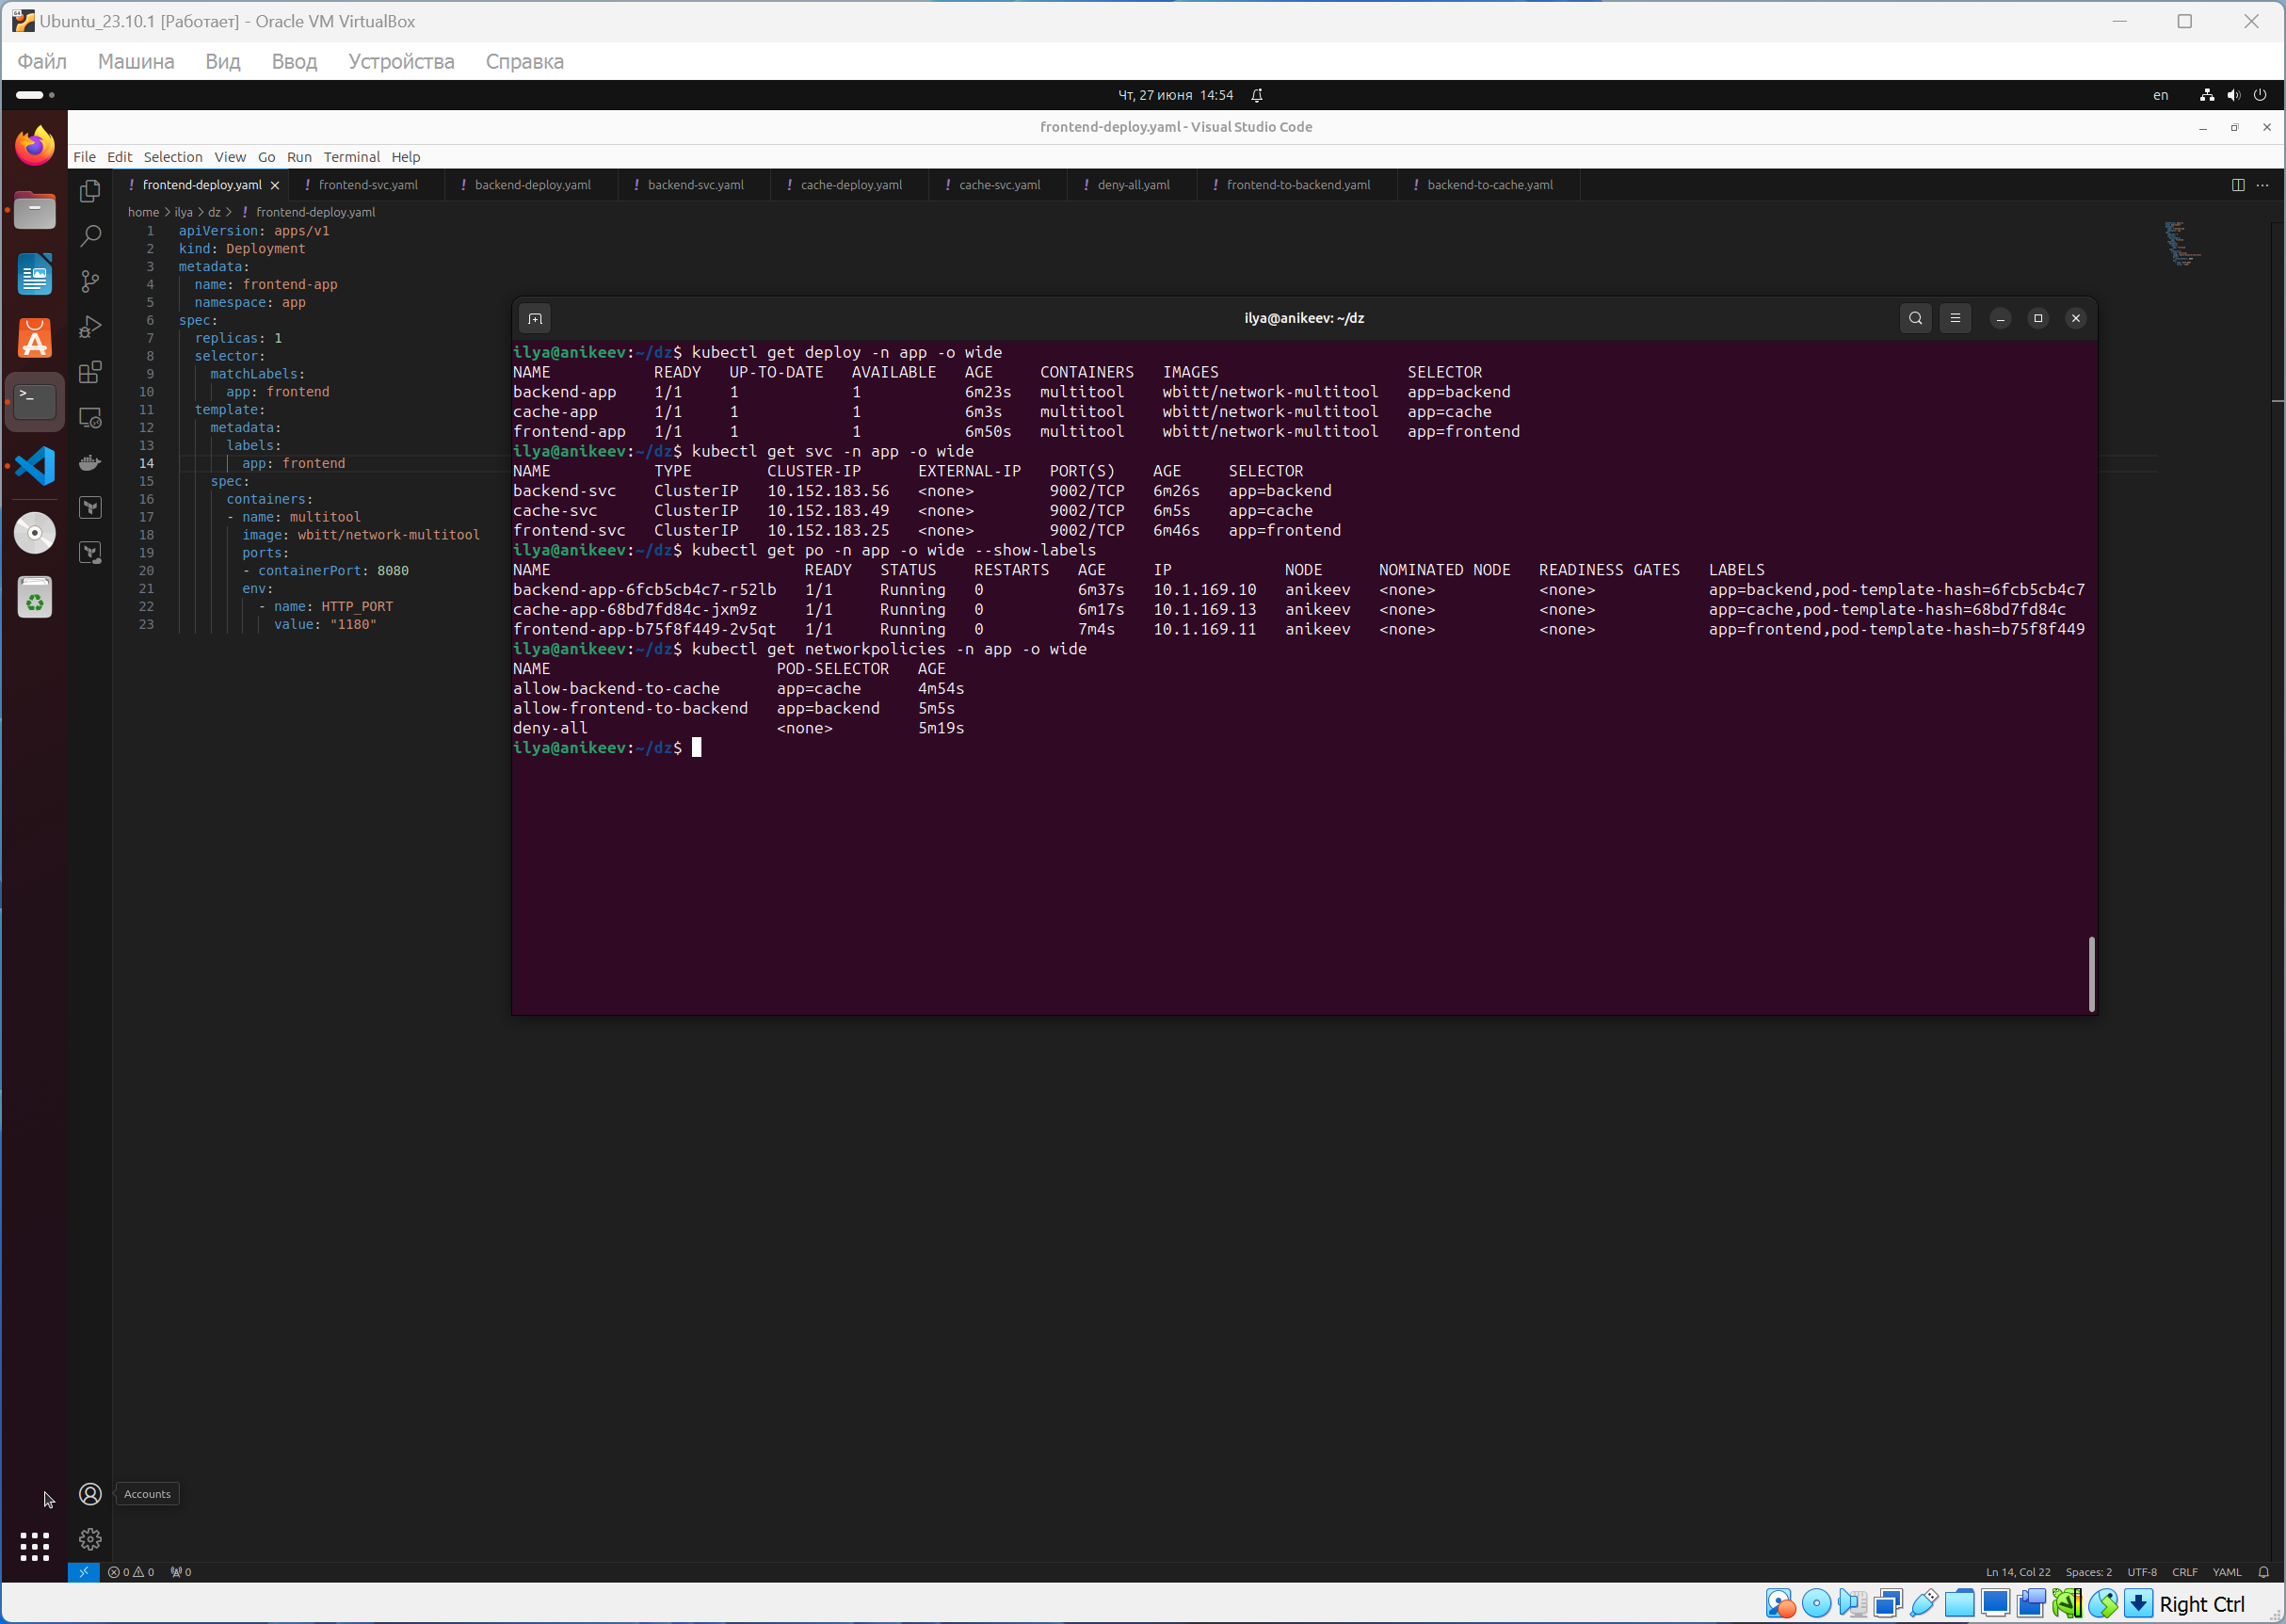 Ubuntu_23.10.1 [Работает] - Oracle VM VirtualBox
Файл Машина Вид Ввод Устройства Справка
Чт, 27 июня 14:54
en
frontend-deploy.yaml - Visual Studio Code
File Edit Selection View Go Run Terminal Help
! frontend-deploy.yaml ! frontend-svc.yaml ! backend-deploy.yaml ! backend-svc.yaml ! cache-deploy.yaml ! cache-svc.yaml ! deny-all.yaml ! frontend-to-backend.yaml ! backend-to-cache.yaml
home > ilya > dz > ! frontend-deploy.yaml
1 apiVersion: apps/v1
2 kind: Deployment
3 metadata:
4 name: frontend-app
5 namespace: app
6 spec:
7 replicas: 1
8 selector:
9 matchLabels:
10 app: frontend
11 template:
12 metadata:
13 labels:
14 app: frontend
15 spec:
16 containers:
17 - name: multitool
18 image: wbitt/network-multitool
19 ports:
20 - containerPort: 8080
21 env:
22 - name: HTTP_PORT
23 value: "1180"
ilya@anikeev: ~/dz
ilya@anikeev:~/dz$ kubectl get deploy -n app -o wide
NAME READY UP-TO-DATE AVAILABLE AGE CONTAINERS IMAGES SELECTOR
backend-app 1/1 1 1 6m23s multitool wbitt/network-multitool app=backend
cache-app 1/1 1 1 6m3s multitool wbitt/network-multitool app=cache
frontend-app 1/1 1 1 6m50s multitool wbitt/network-multitool app=frontend
ilya@anikeev:~/dz$ kubectl get svc -n app -o wide
NAME TYPE CLUSTER-IP EXTERNAL-IP PORT(S) AGE SELECTOR
backend-svc ClusterIP 10.152.183.56 <none> 9002/TCP 6m26s app=backend
cache-svc ClusterIP 10.152.183.49 <none> 9002/TCP 6m5s app=cache
frontend-svc ClusterIP 10.152.183.25 <none> 9002/TCP 6m46s app=frontend
ilya@anikeev:~/dz$ kubectl get po -n app -o wide --show-labels
NAME READY STATUS RESTARTS AGE IP NODE NOMINATED NODE READINESS GATES LABELS
backend-app-6fcb5cb4c7-r52lb 1/1 Running 0 6m37s 10.1.169.10 anikeev <none> <none> app=backend,pod-template-hash=6fcb5cb4c7
cache-app-68bd7fd84c-jxm9z 1/1 Running 0 6m17s 10.1.169.13 anikeev <none> <none> app=cache,pod-template-hash=68bd7fd84c
frontend-app-b75f8f449-2v5qt 1/1 Running 0 7m4s 10.1.169.11 anikeev <none> <none> app=frontend,pod-template-hash=b75f8f449
ilya@anikeev:~/dz$ kubectl get networkpolicies -n app -o wide
NAME POD-SELECTOR AGE
allow-backend-to-cache app=cache 4m54s
allow-frontend-to-backend app=backend 5m5s
deny-all <none> 5m19s
ilya@anikeev:~/dz$
Accounts
0 0 0
Ln 14, Col 22 Spaces: 2 UTF-8 CRLF YAML
Right Ctrl